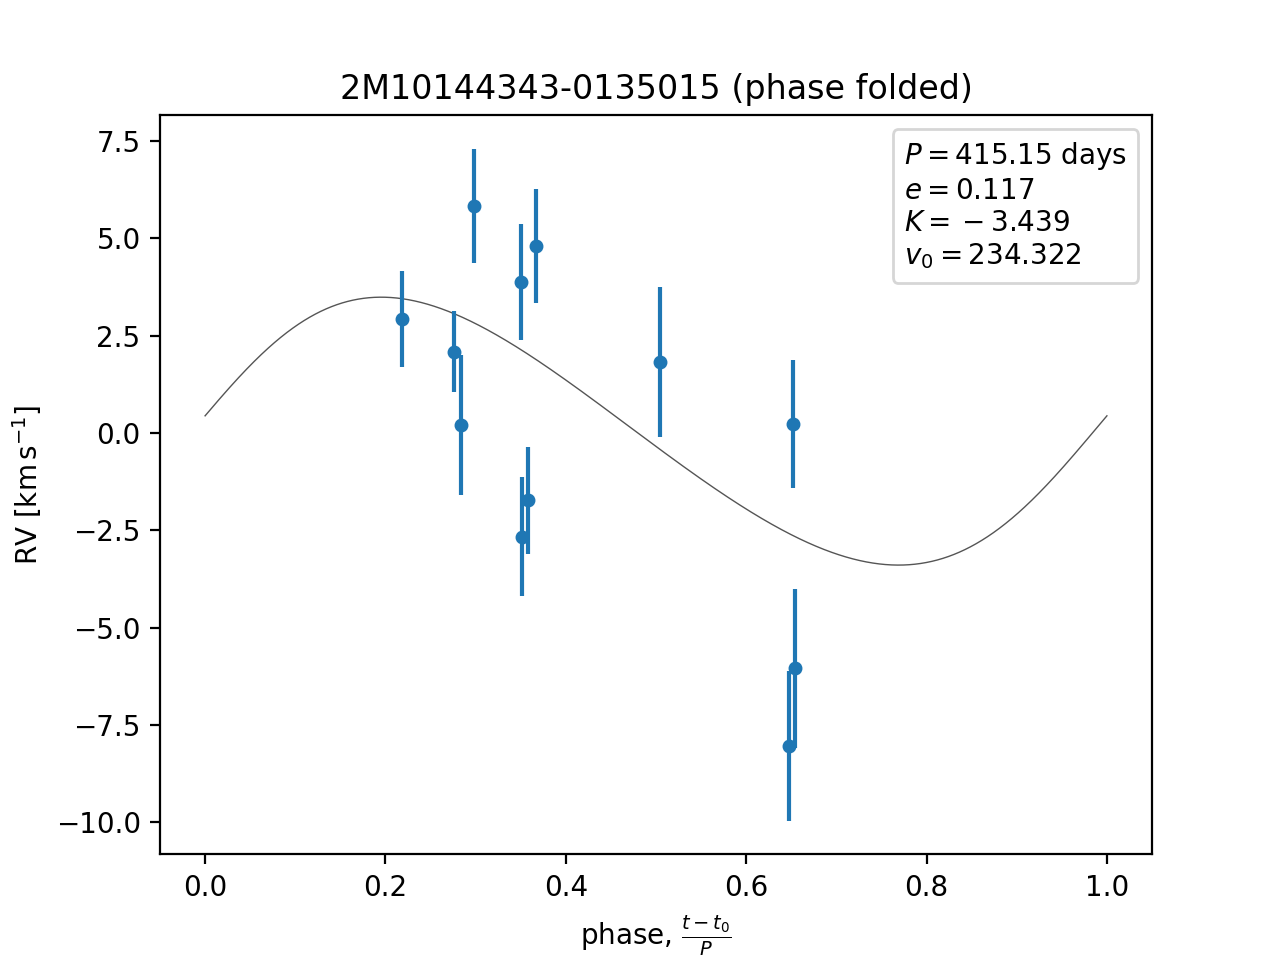 2M10144343-0135015 (phase folded)
P = 415.15 days
e = 0.117
K = −3.439
v₀ = 234.322
RV [km s⁻¹]
7.5
5.0
2.5
0.0
−2.5
−5.0
−7.5
−10.0
0.0 0.2 0.4 0.6 0.8 1.0
phase, (t − t₀)/P